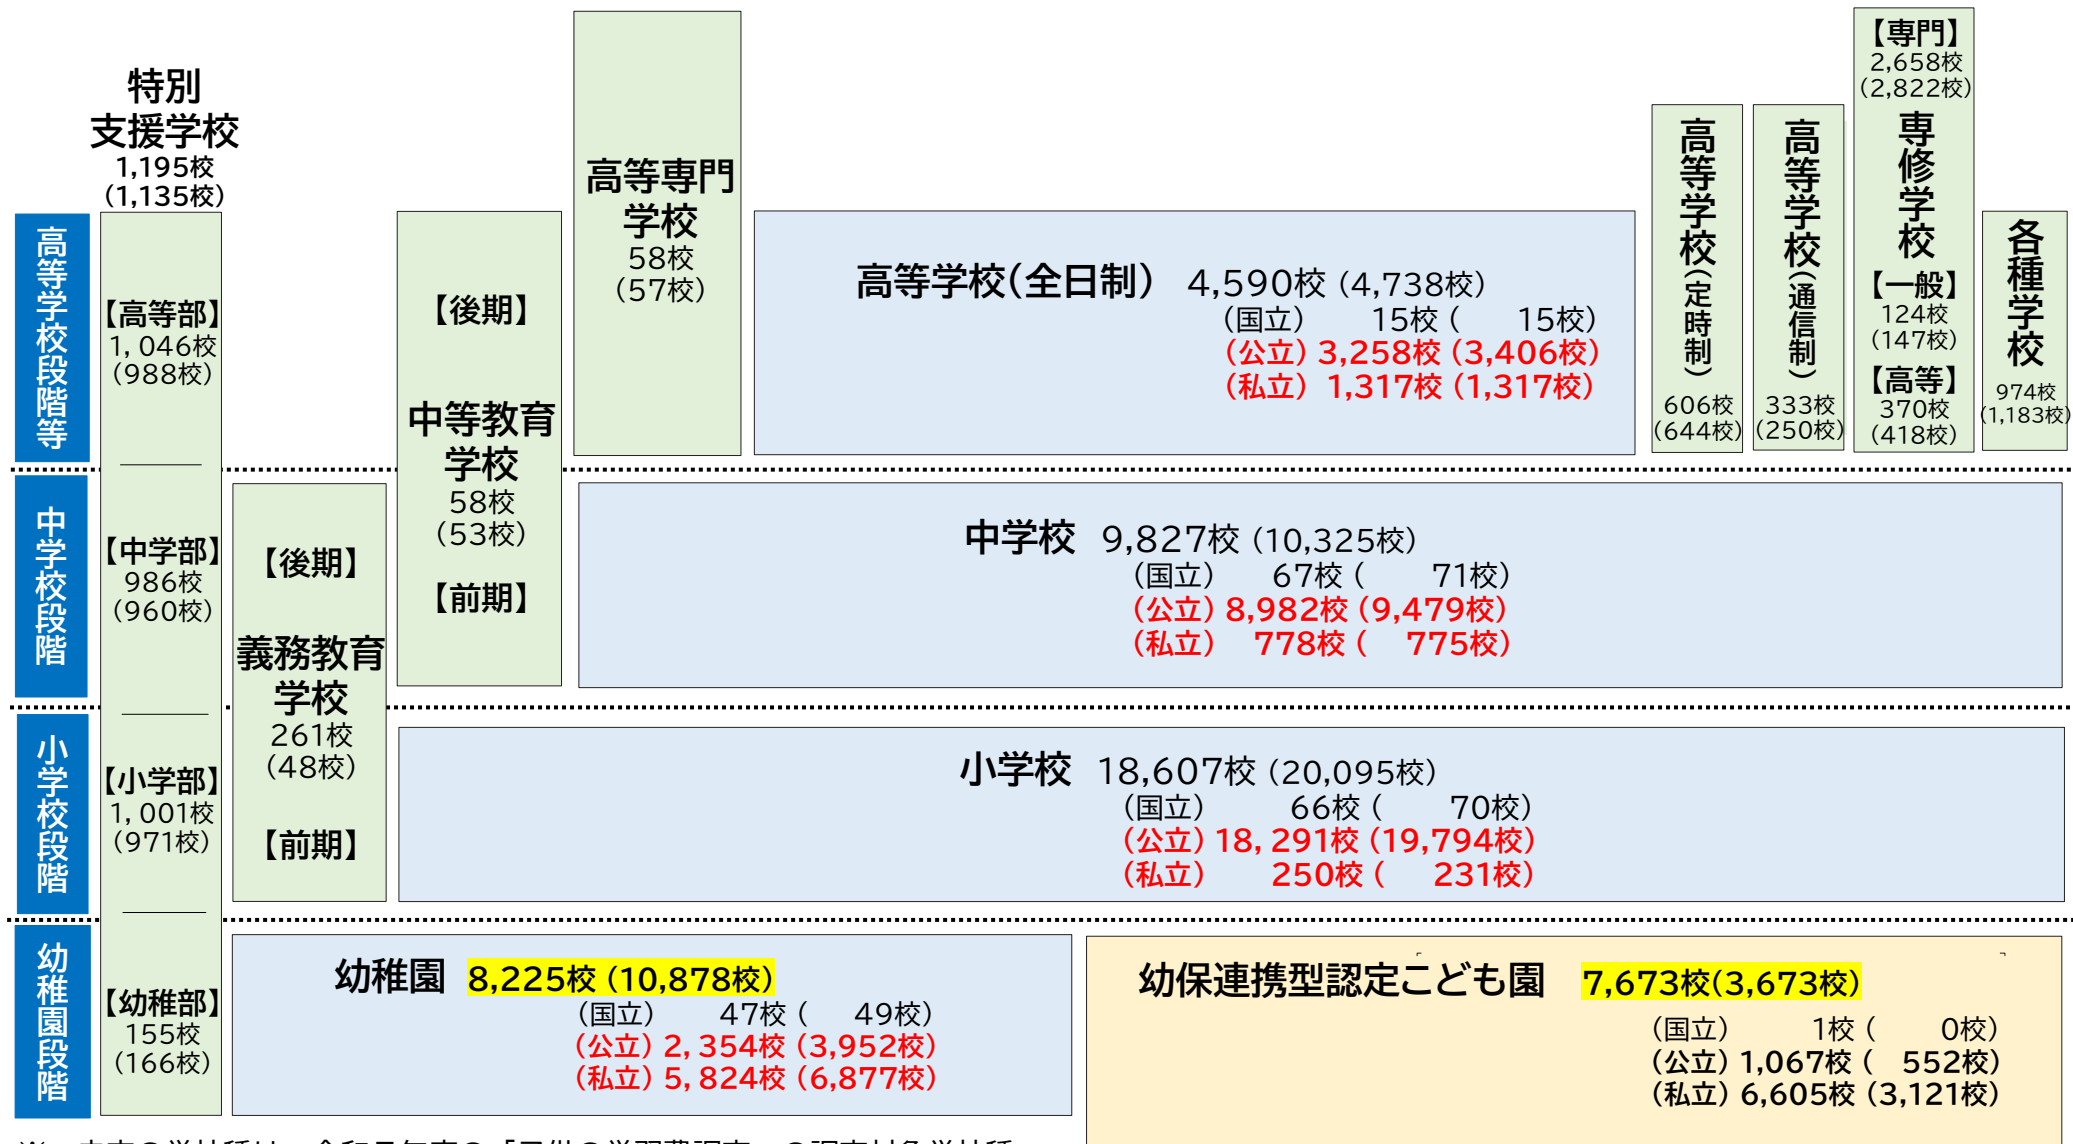 特別
支援学校
1,195校
(1,135校)
高等学校段階等
【高等部】
1,046校
(988校)
【後期】
中等教育
学校
58校
(53校)
【前期】
高等専門
学校
58校
(57校)
高等学校(全日制) 4,590校 (4,738校)
(国立) 15校 ( 15校)
(公立) 3,258校 (3,406校)
(私立) 1,317校 (1,317校)
高等学校(定時制)
606校
(644校)
高等学校(通信制)
333校
(250校)
【専門】
2,658校
(2,822校)
専修学校
【一般】
124校
(147校)
【高等】
370校
(418校)
各種学校
974校
(1,183校)
中学校段階
【中学部】
986校
(960校)
【後期】
義務教育
学校
261校
(48校)
【前期】
中学校 9,827校 (10,325校)
(国立) 67校 ( 71校)
(公立) 8,982校 (9,479校)
(私立) 778校 ( 775校)
小学校段階
【小学部】
1,001校
(971校)
小学校 18,607校 (20,095校)
(国立) 66校 ( 70校)
(公立) 18,291校 (19,794校)
(私立) 250校 ( 231校)
幼稚園段階
【幼稚部】
155校
(166校)
幼稚園 8,225校 (10,878校)
(国立) 47校 ( 49校)
(公立) 2,354校 (3,952校)
(私立) 5,824校 (6,877校)
幼保連携型認定こども園 7,673校(3,673校)
(国立) 1校 ( 0校)
(公立) 1,067校 ( 552校)
(私立) 6,605校 (3,121校)